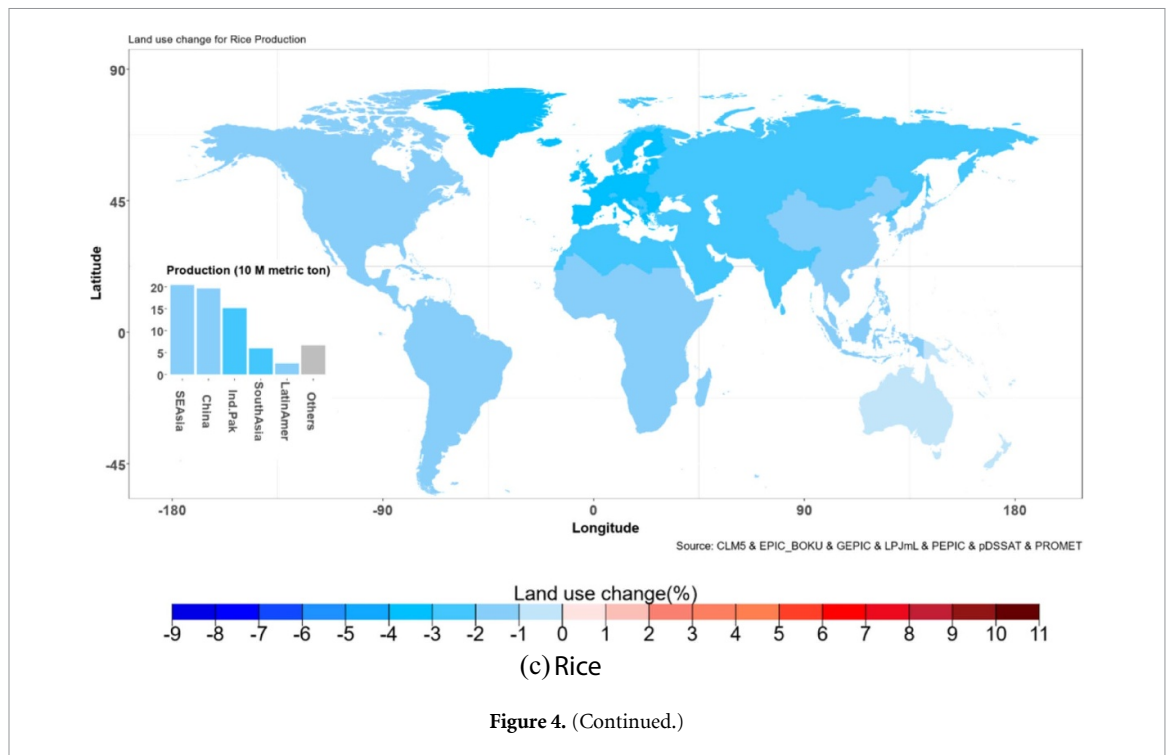 Land use change for Rice Production
90
45
0
-45
Latitude
Production (10 M metric ton)
20
15
10
5
0
SEAsia
China
Ind.Pak
SouthAsia
LatinAmer
Others
-180 -90 0 90 180
Longitude
Source: CLM5 & EPIC_BOKU & GEPIC & LPJmL & PEPIC & pDSSAT & PROMET
Land use change(%)
-9 -8 -7 -6 -5 -4 -3 -2 -1 0 1 2 3 4 5 6 7 8 9 10 11
(c) Rice
Figure 4. (Continued.)